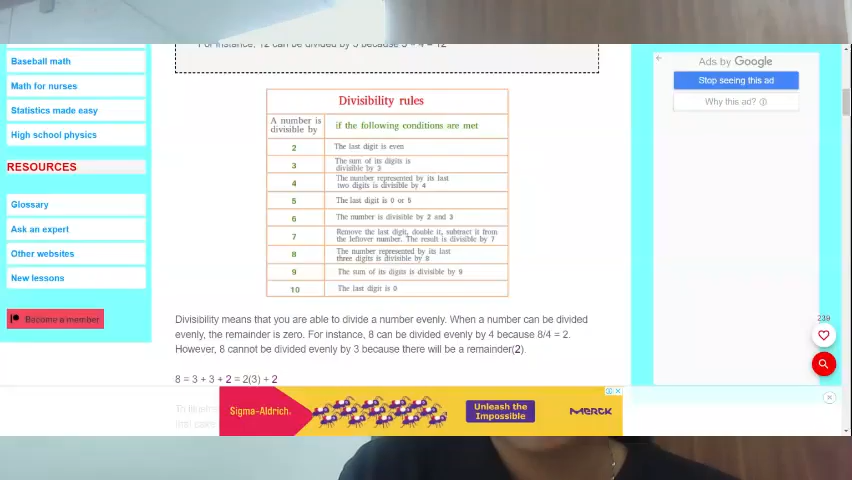 For instance, 12 can be divided by 3 because 3 * 4 = 12
Baseball math
Math for nurses
Statistics made easy
High school physics
RESOURCES
Glossary
Ask an expert
Other websites
New lessons
Become a member
Divisibility rules
A number is
divisible by
if the following conditions are met
2
The last digit is even
3
The sum of its digits is
divisible by 3
4
The number represented by its last
two digits is divisible by 4
5
The last digit is 0 or 5
6
The number is divisible by 2 and 3
7
Remove the last digit, double it, subtract it from
the leftover number. The result is divisible by 7
8
The number represented by its last
three digits is divisible by 8
9
The sum of its digits is divisible by 9
10
The last digit is 0
Divisibility means that you are able to divide a number evenly. When a number can be divided
evenly, the remainder is zero. For instance, 8 can be divided evenly by 4 because 8/4 = 2.
However, 8 cannot be divided evenly by 3 because there will be a remainder(2).
8 = 3 + 3 + 2 = 2(3) + 2
Ads by Google
Stop seeing this ad
Why this ad?
239
Sigma-Aldrich.
Unleash the
Impossible
MERCK